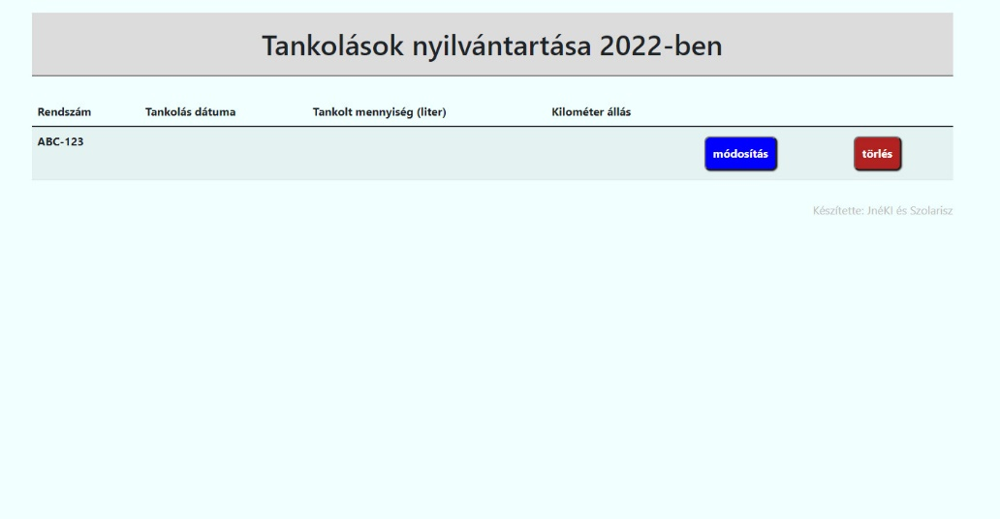 Tankolások nyilvántartása 2022-ben
Rendszám Tankolás dátuma Tankolt mennyiség (liter) Kilométer állás
ABC-123 módosítás törlés
Készítette: JnéKI és Szolarisz